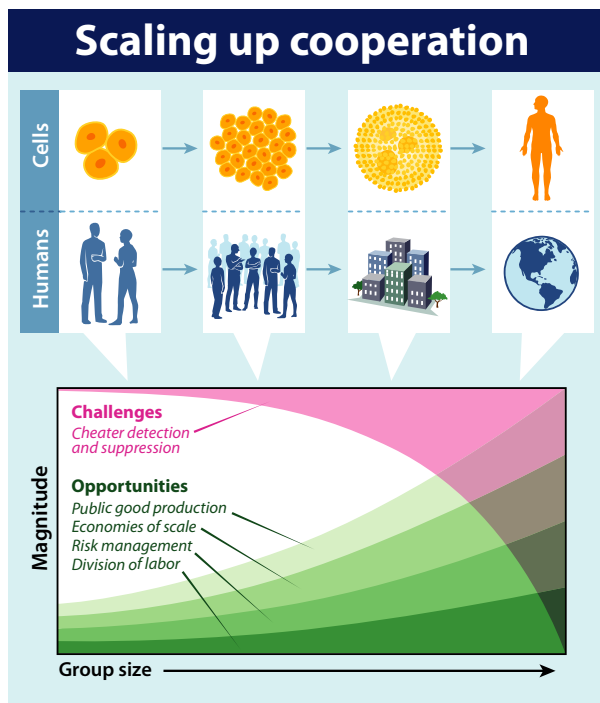 Scaling up cooperation
Cells
Humans
Challenges
Cheater detection
and suppression
Opportunities
Public good production
Economies of scale
Risk management
Division of labor
Magnitude
Group size